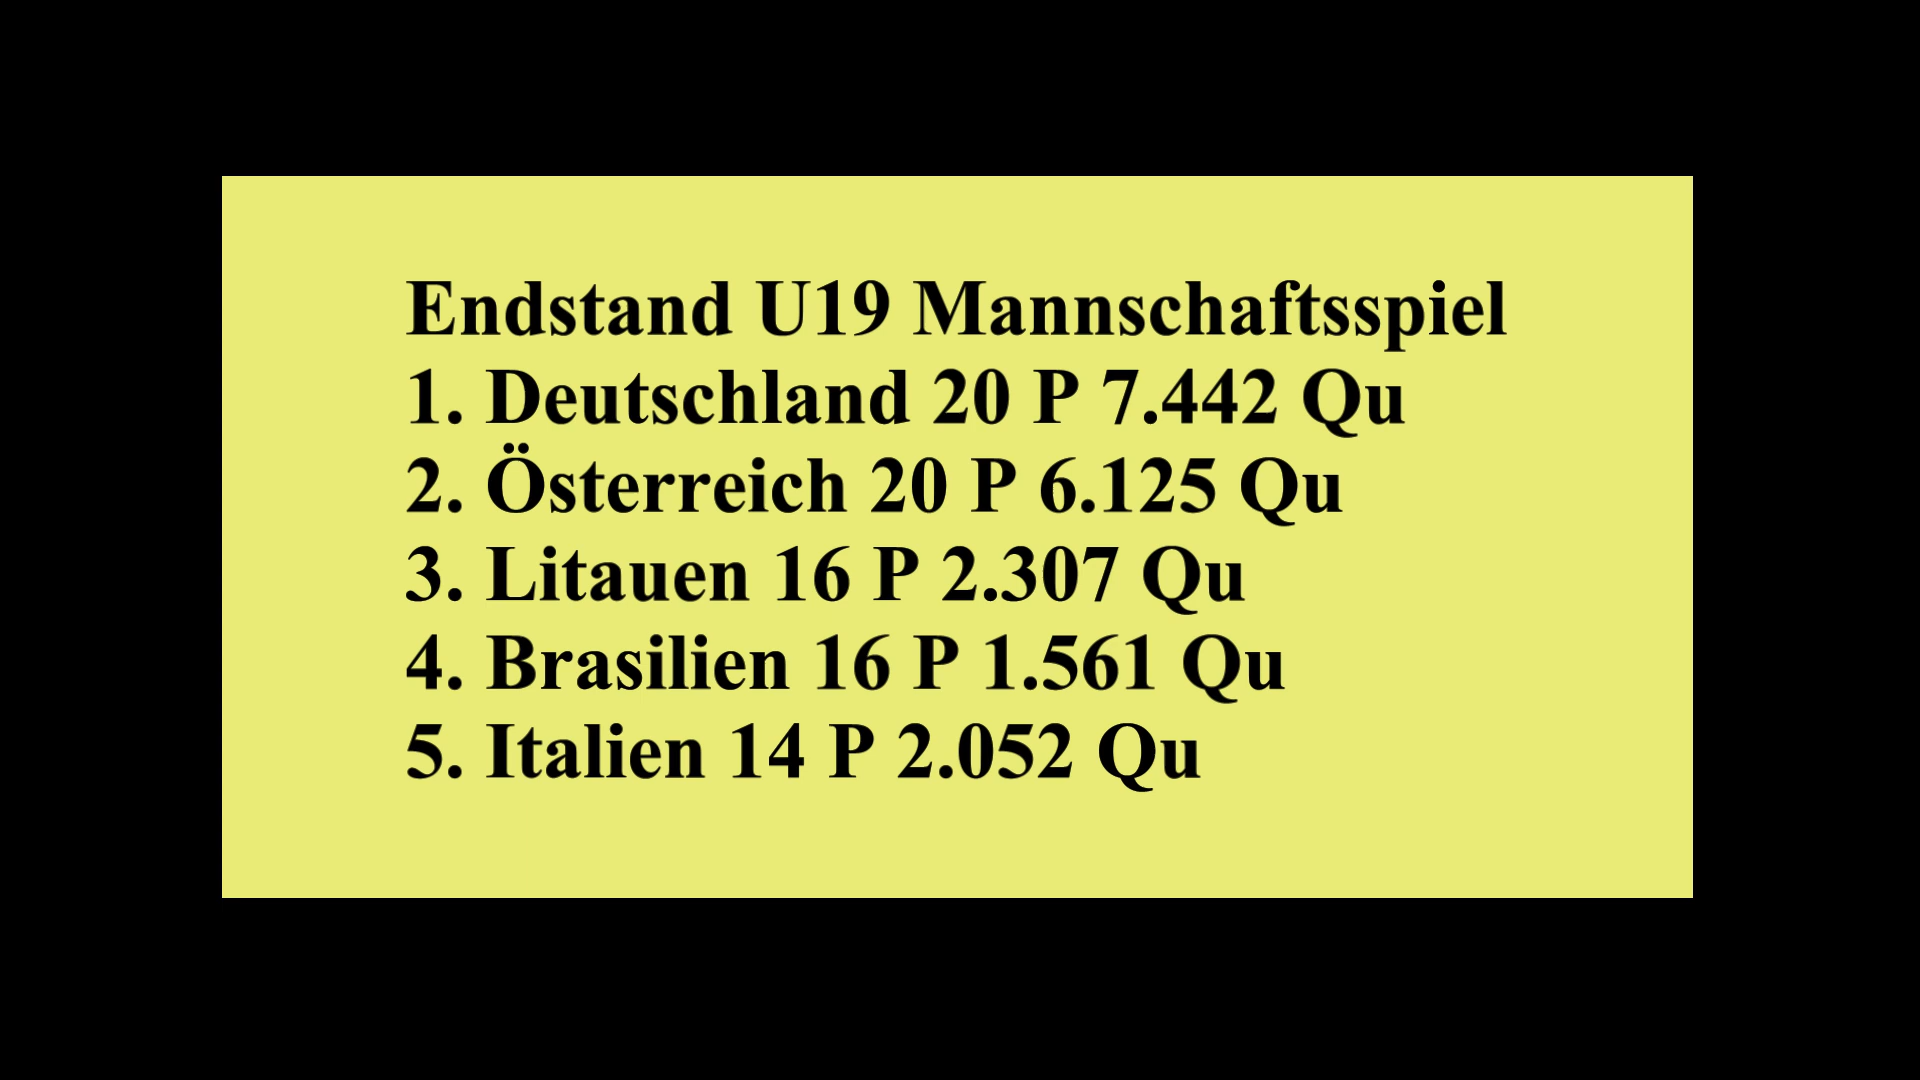 Endstand U19 Mannschaftsspiel
1. Deutschland 20 P 7.442 Qu
2. Österreich 20 P 6.125 Qu
3. Litauen 16 P 2.307 Qu
4. Brasilien 16 P 1.561 Qu
5. Italien 14 P 2.052 Qu